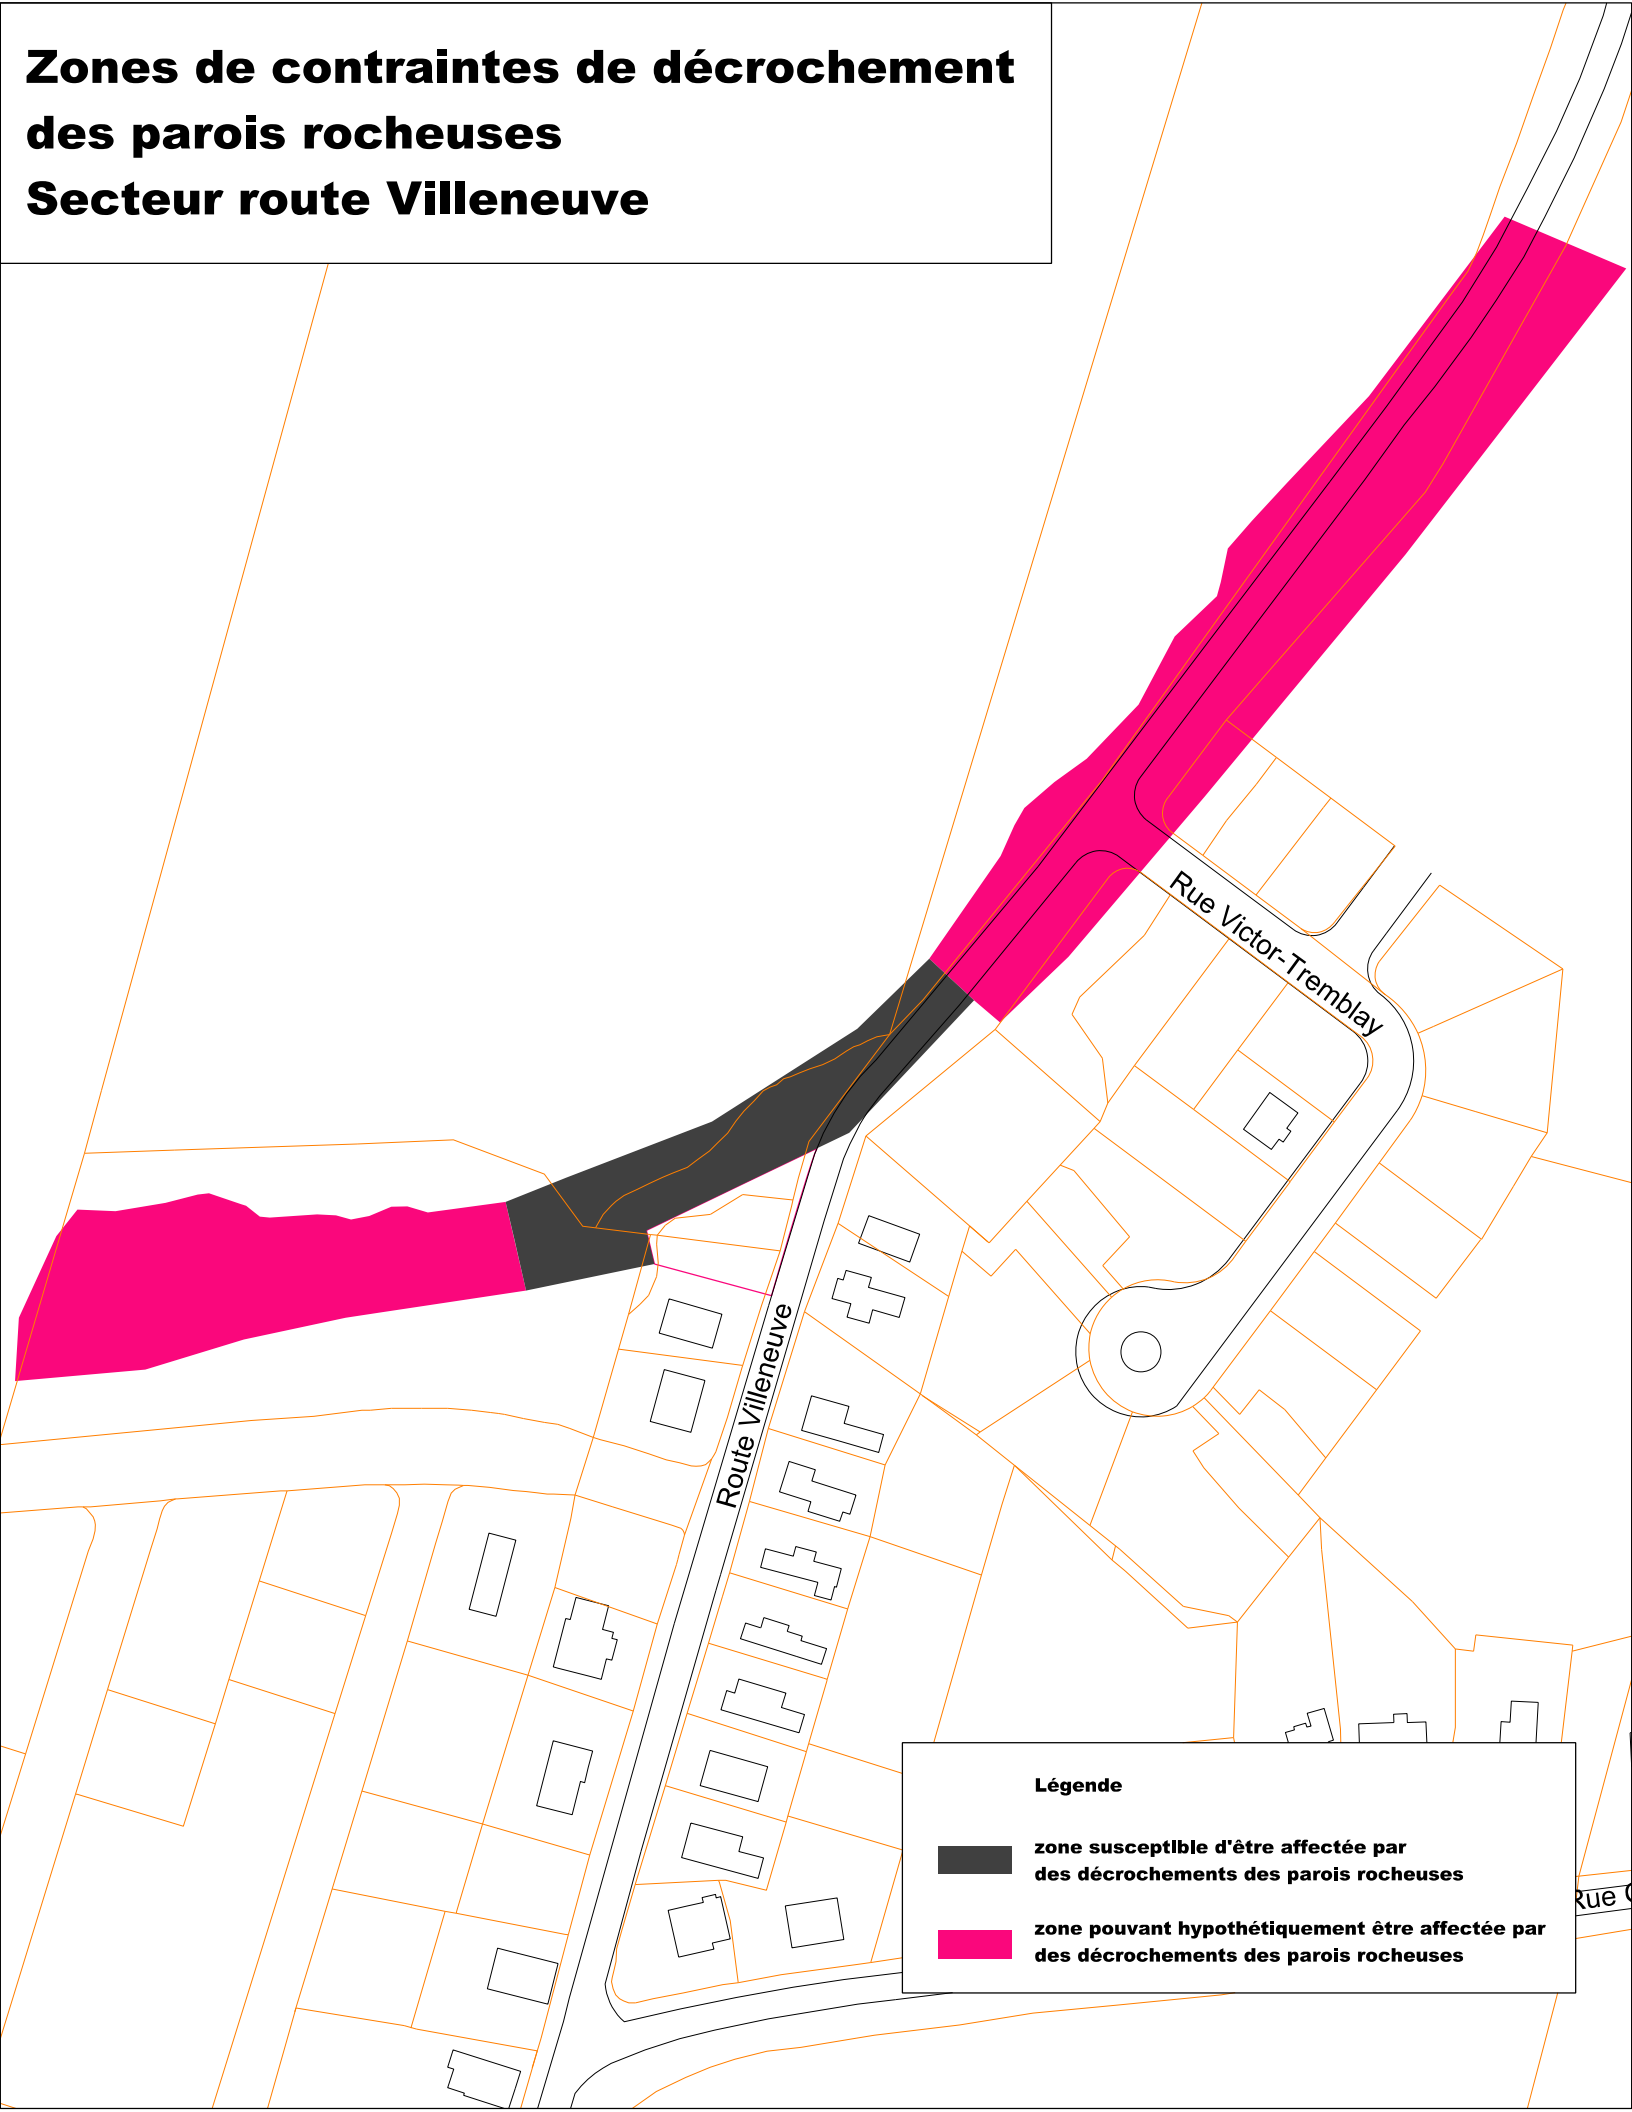 Zones de contraintes de décrochement
des parois rocheuses
Secteur route Villeneuve
Rue Victor-Tremblay
Route Villeneuve
Légende
zone susceptible d'être affectée par
des décrochements des parois rocheuses
zone pouvant hypothétiquement être affectée par
des décrochements des parois rocheuses
Rue